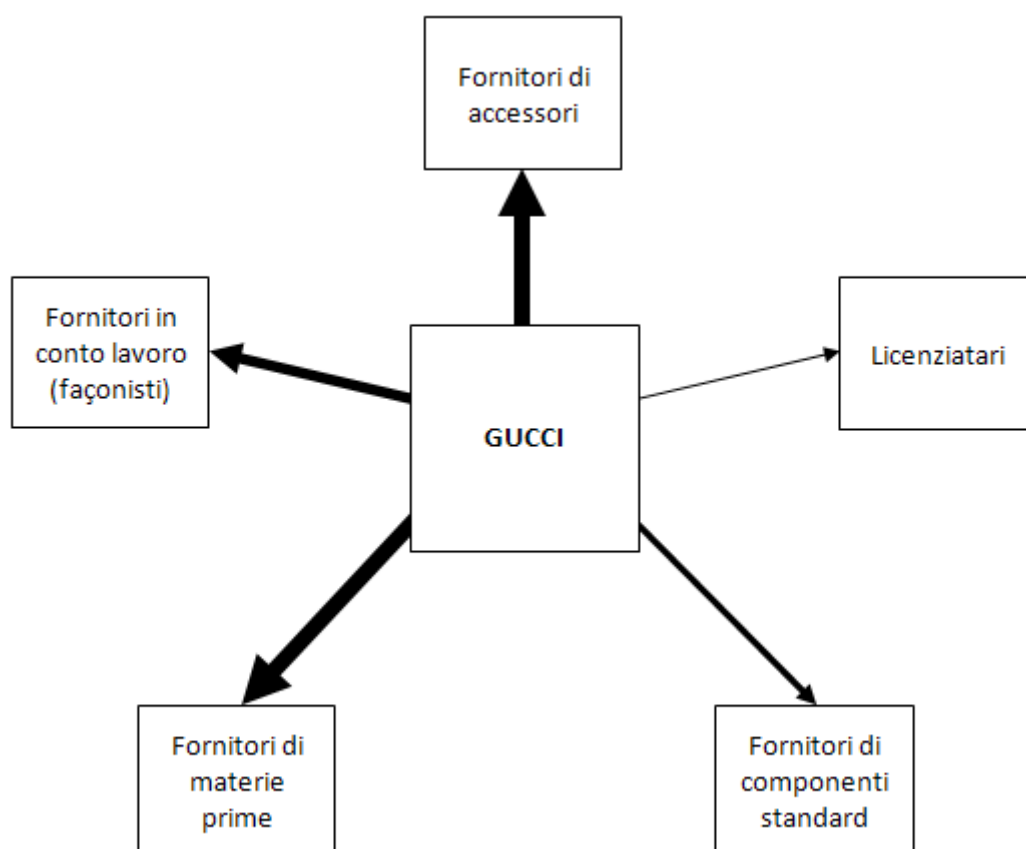 Fornitori di
accessori
Fornitori in
conto lavoro
(façonisti)
Licenziatari
GUCCI
Fornitori di
materie
prime
Fornitori di
componenti
standard